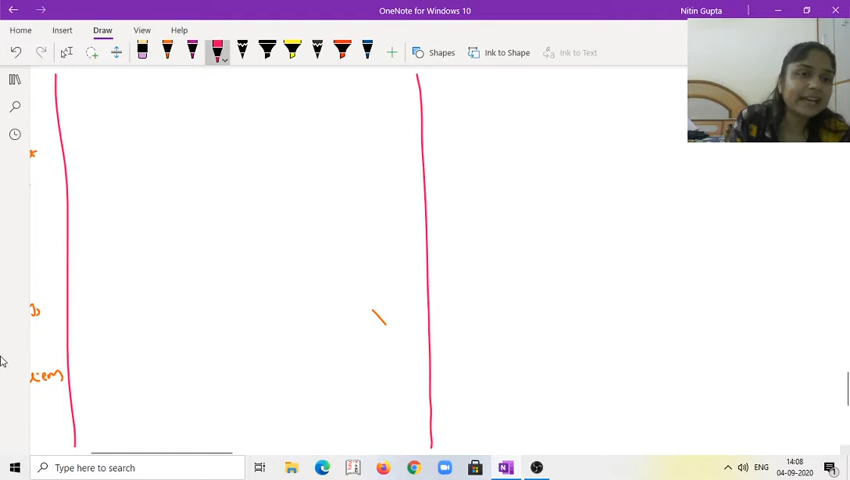 OneNote for Windows 10
Nitin Gupta
Home Insert Draw View Help
Shapes Ink to Shape Ink to Text
Type here to search
ENG
14:08
04-09-2020